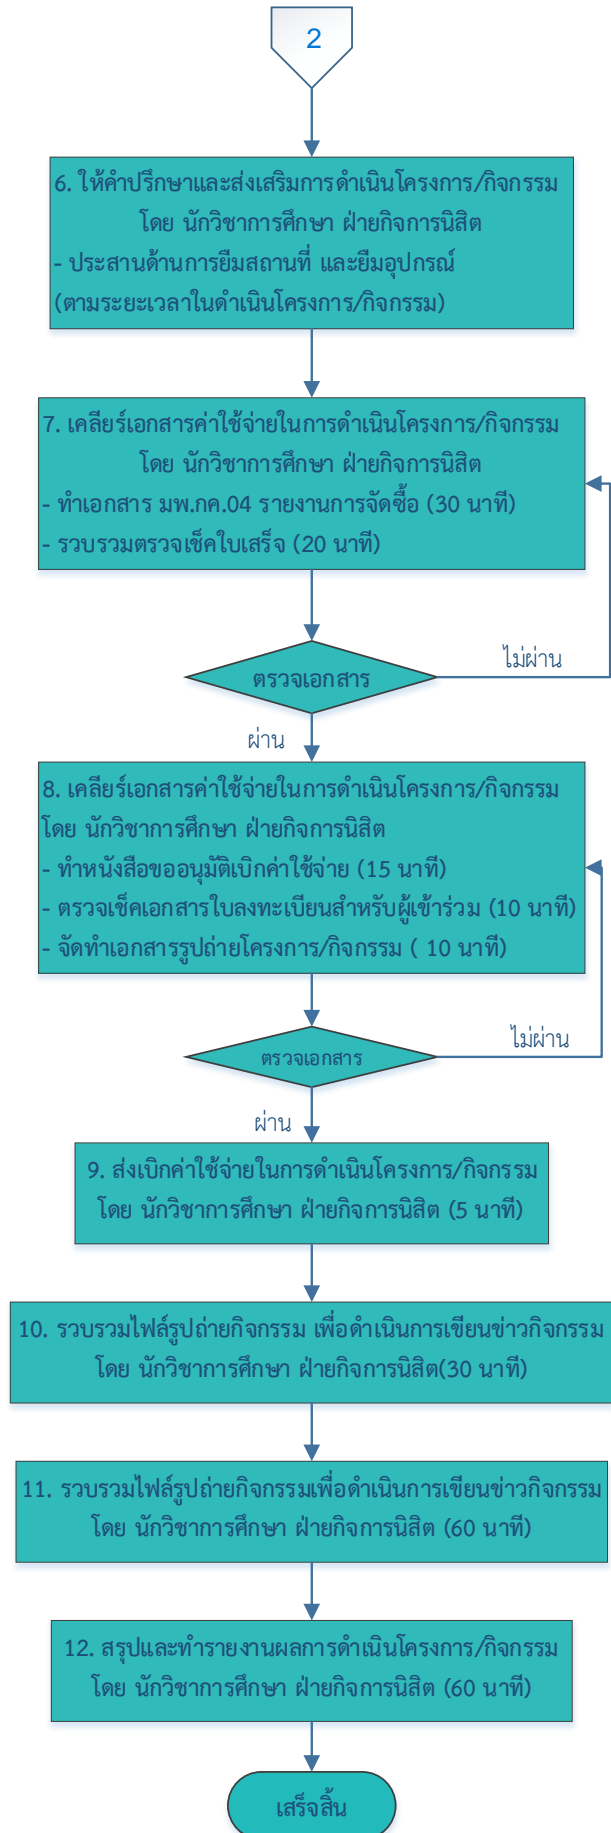 2
6. ให้คำปรึกษาและส่งเสริมการดำเนินโครงการ/กิจกรรม
โดย นักวิชาการศึกษา ฝ่ายกิจการนิสิต
- ประสานด้านการยืมสถานที่ และยืมอุปกรณ์
(ตามระยะเวลาในดำเนินโครงการ/กิจกรรม)
7. เคลียร์เอกสารค่าใช้จ่ายในการดำเนินโครงการ/กิจกรรม
โดย นักวิชาการศึกษา ฝ่ายกิจการนิสิต
- ทำเอกสาร มพ.กค.04 รายงานการจัดซื้อ (30 นาที)
- รวบรวมตรวจเช็คใบเสร็จ (20 นาที)
ตรวจเอกสาร
ไม่ผ่าน
ผ่าน
8. เคลียร์เอกสารค่าใช้จ่ายในการดำเนินโครงการ/กิจกรรม
โดย นักวิชาการศึกษา ฝ่ายกิจการนิสิต
- ทำหนังสือขออนุมัติเบิกค่าใช้จ่าย (15 นาที)
- ตรวจเช็คเอกสารใบลงทะเบียนสำหรับผู้เข้าร่วม (10 นาที)
- จัดทำเอกสารรูปถ่ายโครงการ/กิจกรรม ( 10 นาที)
ตรวจเอกสาร
ไม่ผ่าน
ผ่าน
9. ส่งเบิกค่าใช้จ่ายในการดำเนินโครงการ/กิจกรรม
โดย นักวิชาการศึกษา ฝ่ายกิจการนิสิต (5 นาที)
10. รวบรวมไฟล์รูปถ่ายกิจกรรม เพื่อดำเนินการเขียนข่าวกิจกรรม
โดย นักวิชาการศึกษา ฝ่ายกิจการนิสิต(30 นาที)
11. รวบรวมไฟล์รูปถ่ายกิจกรรมเพื่อดำเนินการเขียนข่าวกิจกรรม
โดย นักวิชาการศึกษา ฝ่ายกิจการนิสิต (60 นาที)
12. สรุปและทำรายงานผลการดำเนินโครงการ/กิจกรรม
โดย นักวิชาการศึกษา ฝ่ายกิจการนิสิต (60 นาที)
เสร็จสิ้น